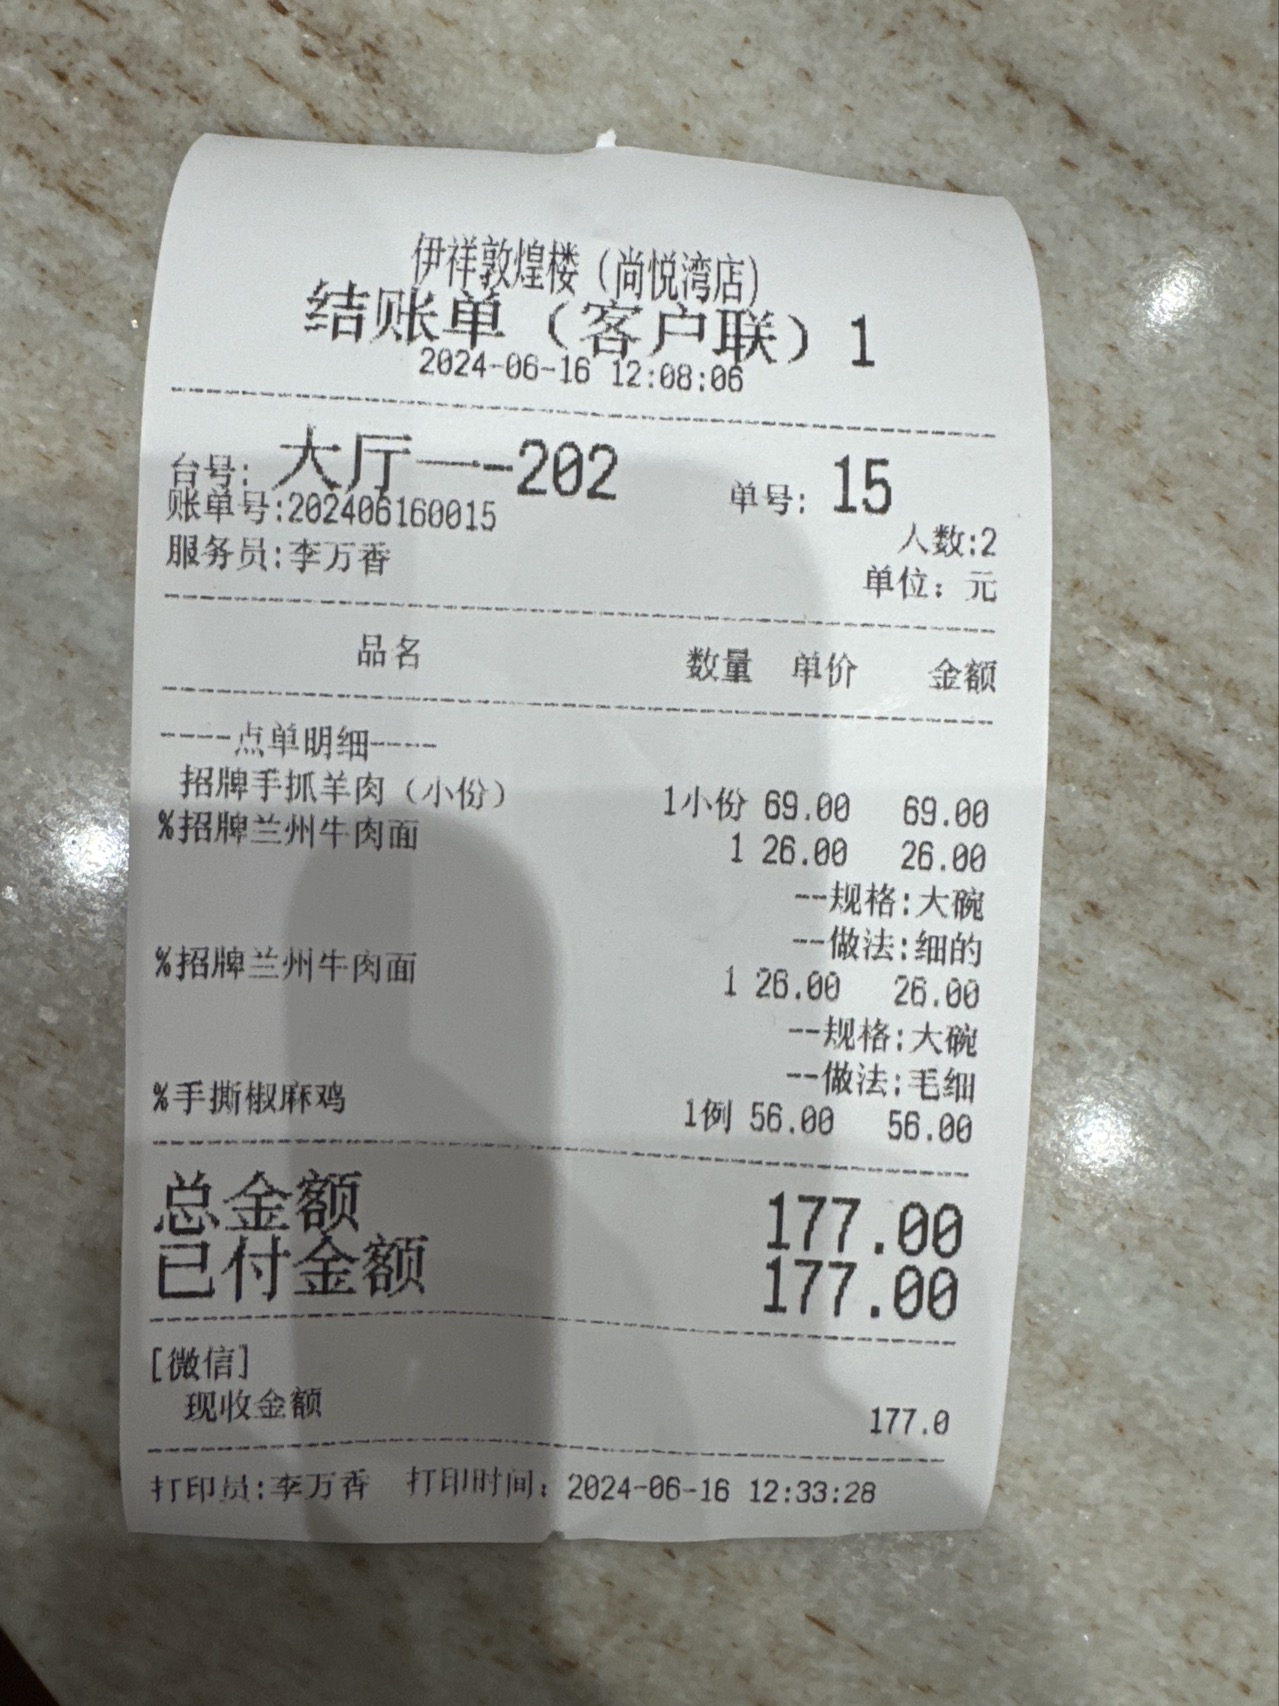 伊祥敦煌楼（尚悦湾店）
结账单（客户联）1
2024-06-16 12:08:06
台号: 大厅——-202 单号: 15
账单号:202406160015
人数:2
服务员:李万香
单位: 元
品名 数量 单价 金额
----点单明细----
招牌手抓羊肉（小份） 1小份 69.00 69.00
%招牌兰州牛肉面 1 26.00 26.00
--规格:大碗
--做法:细的
%招牌兰州牛肉面 1 26.00 26.00
--规格:大碗
--做法:毛细
%手撕椒麻鸡 1例 56.00 56.00
总金额 177.00
已付金额 177.00
[微信]
现收金额 177.0
打印员:李万香 打印时间: 2024-06-16 12:33:28